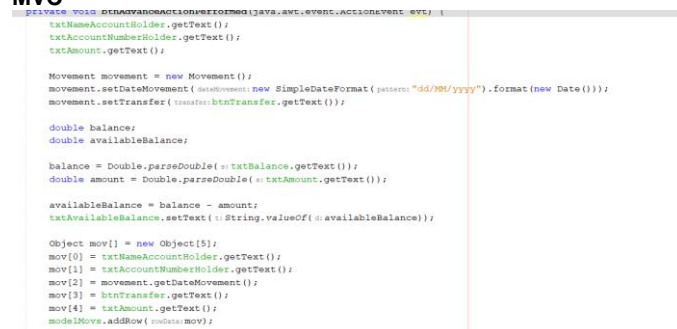 MVC
private void btnAdvanceActionPerformed(java.awt.event.ActionEvent evt) {
txtNameAccountHolder.getText();
txtAccountNumberHolder.getText();
txtAmount.getText();
Movement movement = new Movement();
movement.setDateMovement( dateMovement: new SimpleDateFormat( pattern: "dd/MM/yyyy").format(new Date()));
movement.setTransfer( transfer: btnTransfer.getText());
double balance;
double availableBalance;
balance = Double.parseDouble( s: txtBalance.getText());
double amount = Double.parseDouble( s: txtAmount.getText());
availableBalance = balance - amount;
txtAvailableBalance.setText( t: String.valueOf( d: availableBalance));
Object mov[] = new Object[5];
mov[0] = txtNameAccountHolder.getText();
mov[1] = txtAccountNumberHolder.getText();
mov[2] = movement.getDateMovement();
mov[3] = btnTransfer.getText();
mov[4] = txtAmount.getText();
modelMovs.addRow( rowData: mov);